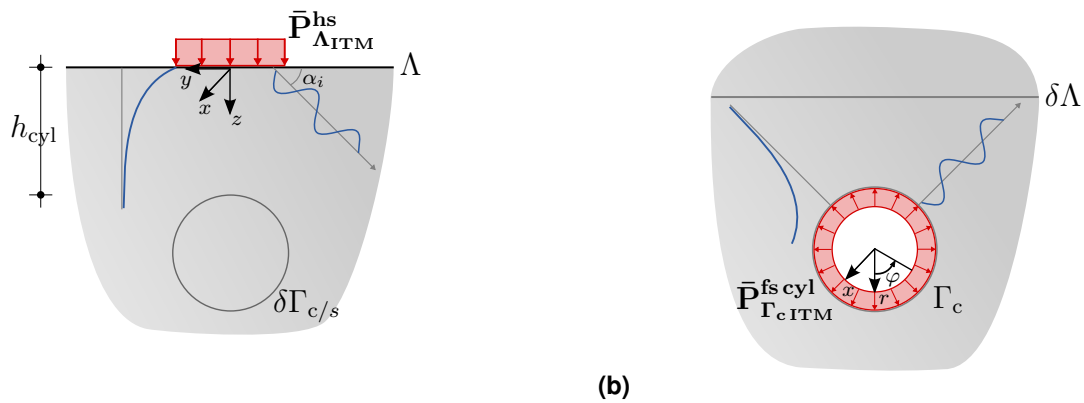 P̄^hs_Λ_ITM
Λ
y
α_i
x
z
h_cyl
δΓ_c/s
δΛ
x
r
φ
P̄^fs cyl_Γ_c ITM
Γ_c
(b)